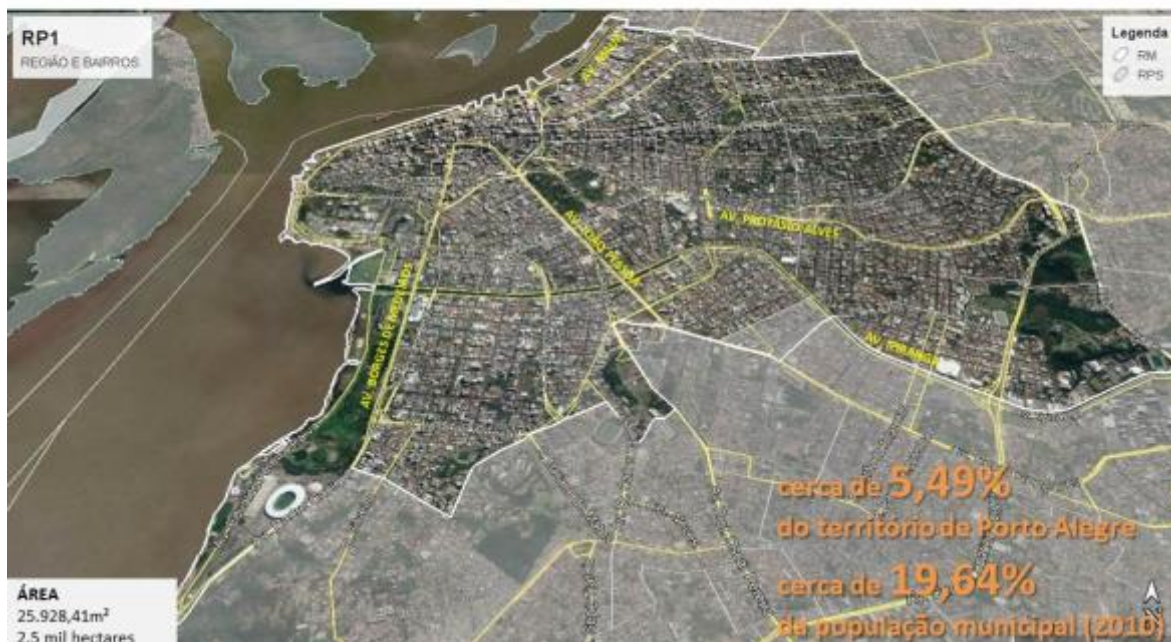 RP1
REGIÃO E BAIRROS
Legenda
RM
RPS
AV.
AV. PROTÁSIO ALVES
AV. JOÃO PESSOA
AV. BORGES DE MEDEIROS
AV. IPIRANGA
cerca de 5,49%
do território de Porto Alegre
cerca de 19,64%
da população municipal (2010)
ÁREA
25.928,41m²
2,5 mil hectares